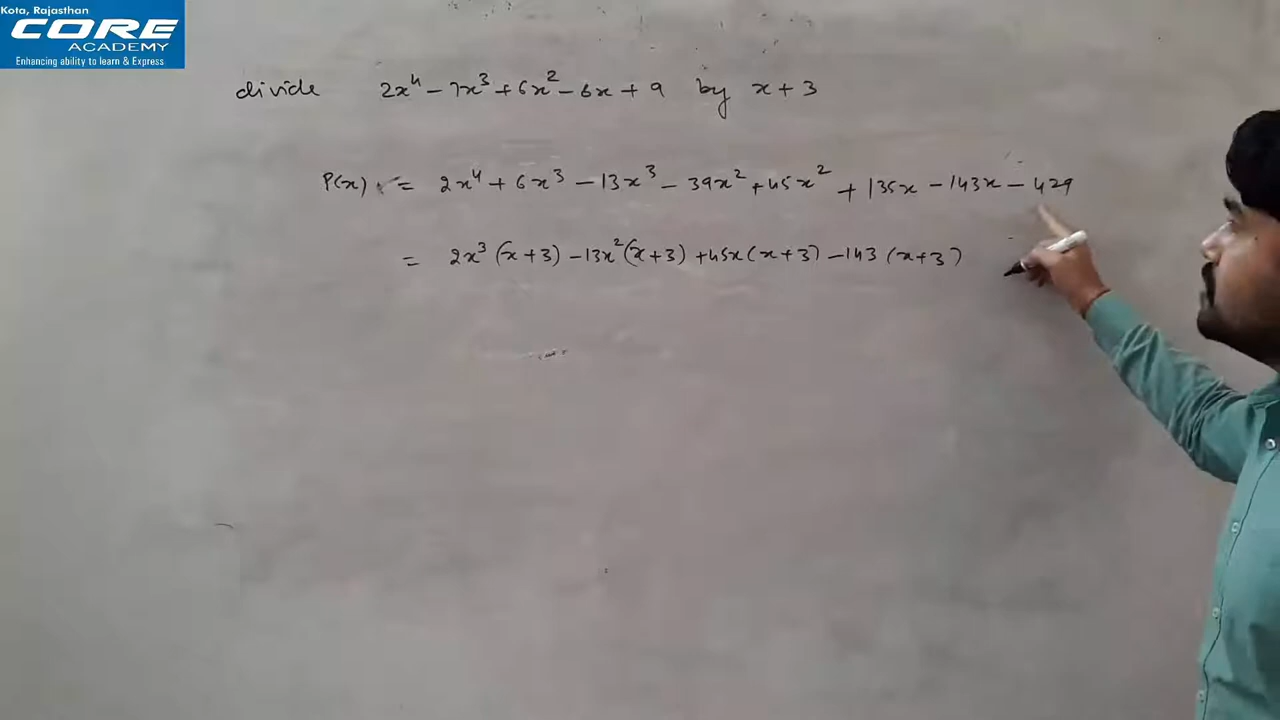 Kota, Rajasthan
CORE
ACADEMY
Enhancing ability to learn & Express
divide 2x⁴ - 7x³ + 6x² - 6x + 9 by x + 3
P(x) = 2x⁴ + 6x³ - 13x³ - 39x² + 45x² + 135x - 143x - 429
= 2x³ (x + 3) - 13x² (x + 3) + 45x (x + 3) - 143 (x + 3)